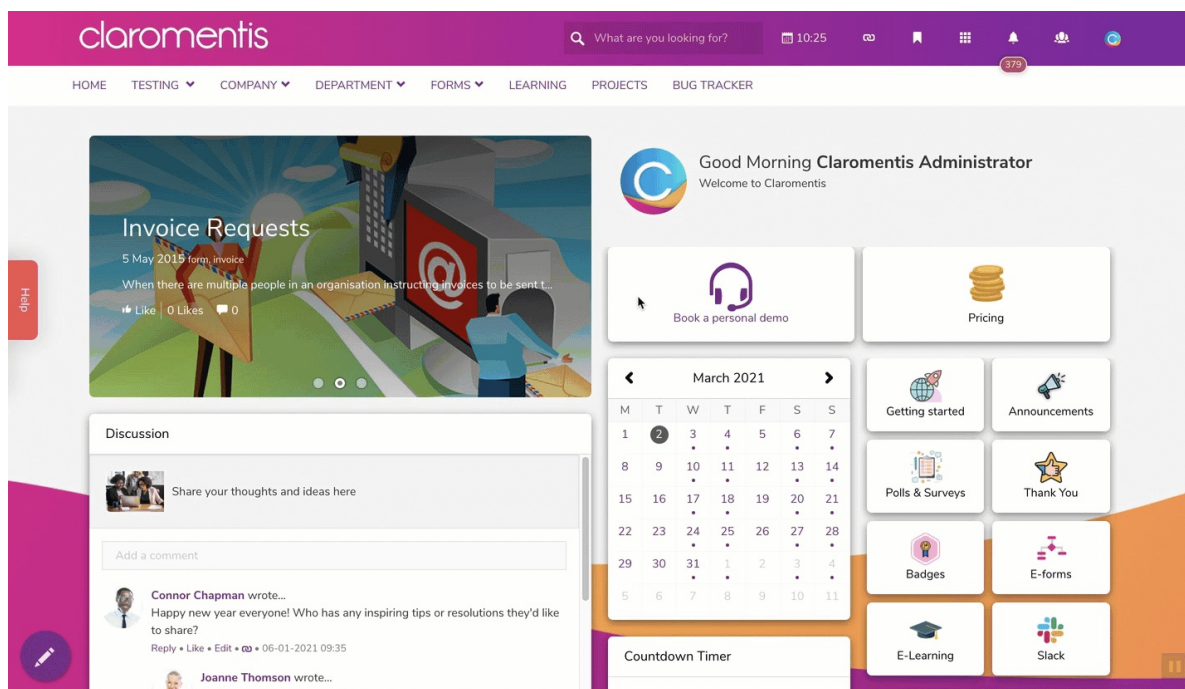 claromentis
What are you looking for?
10:25
379
HOME TESTING COMPANY DEPARTMENT FORMS LEARNING PROJECTS BUG TRACKER
Help
Invoice Requests
5 May 2015 form, invoice
When there are multiple people in an organisation instructing invoices to be sent t...
Like 0 Likes 0
@
Good Morning Claromentis Administrator
Welcome to Claromentis
Book a personal demo
Pricing
Discussion
Share your thoughts and ideas here
Add a comment
Connor Chapman wrote...
Happy new year everyone! Who has any inspiring tips or resolutions they'd like
to share?
Reply • Like • Edit • • 06-01-2021 09:35
Joanne Thomson wrote...
March 2021
M T W T F S S
1 2 3 4 5 6 7
8 9 10 11 12 13 14
15 16 17 18 19 20 21
22 23 24 25 26 27 28
29 30 31 1 2 3 4
5 6 7 8 9 10 11
Countdown Timer
Getting started
Announcements
Polls & Surveys
Thank You
Badges
E-forms
E-Learning
Slack